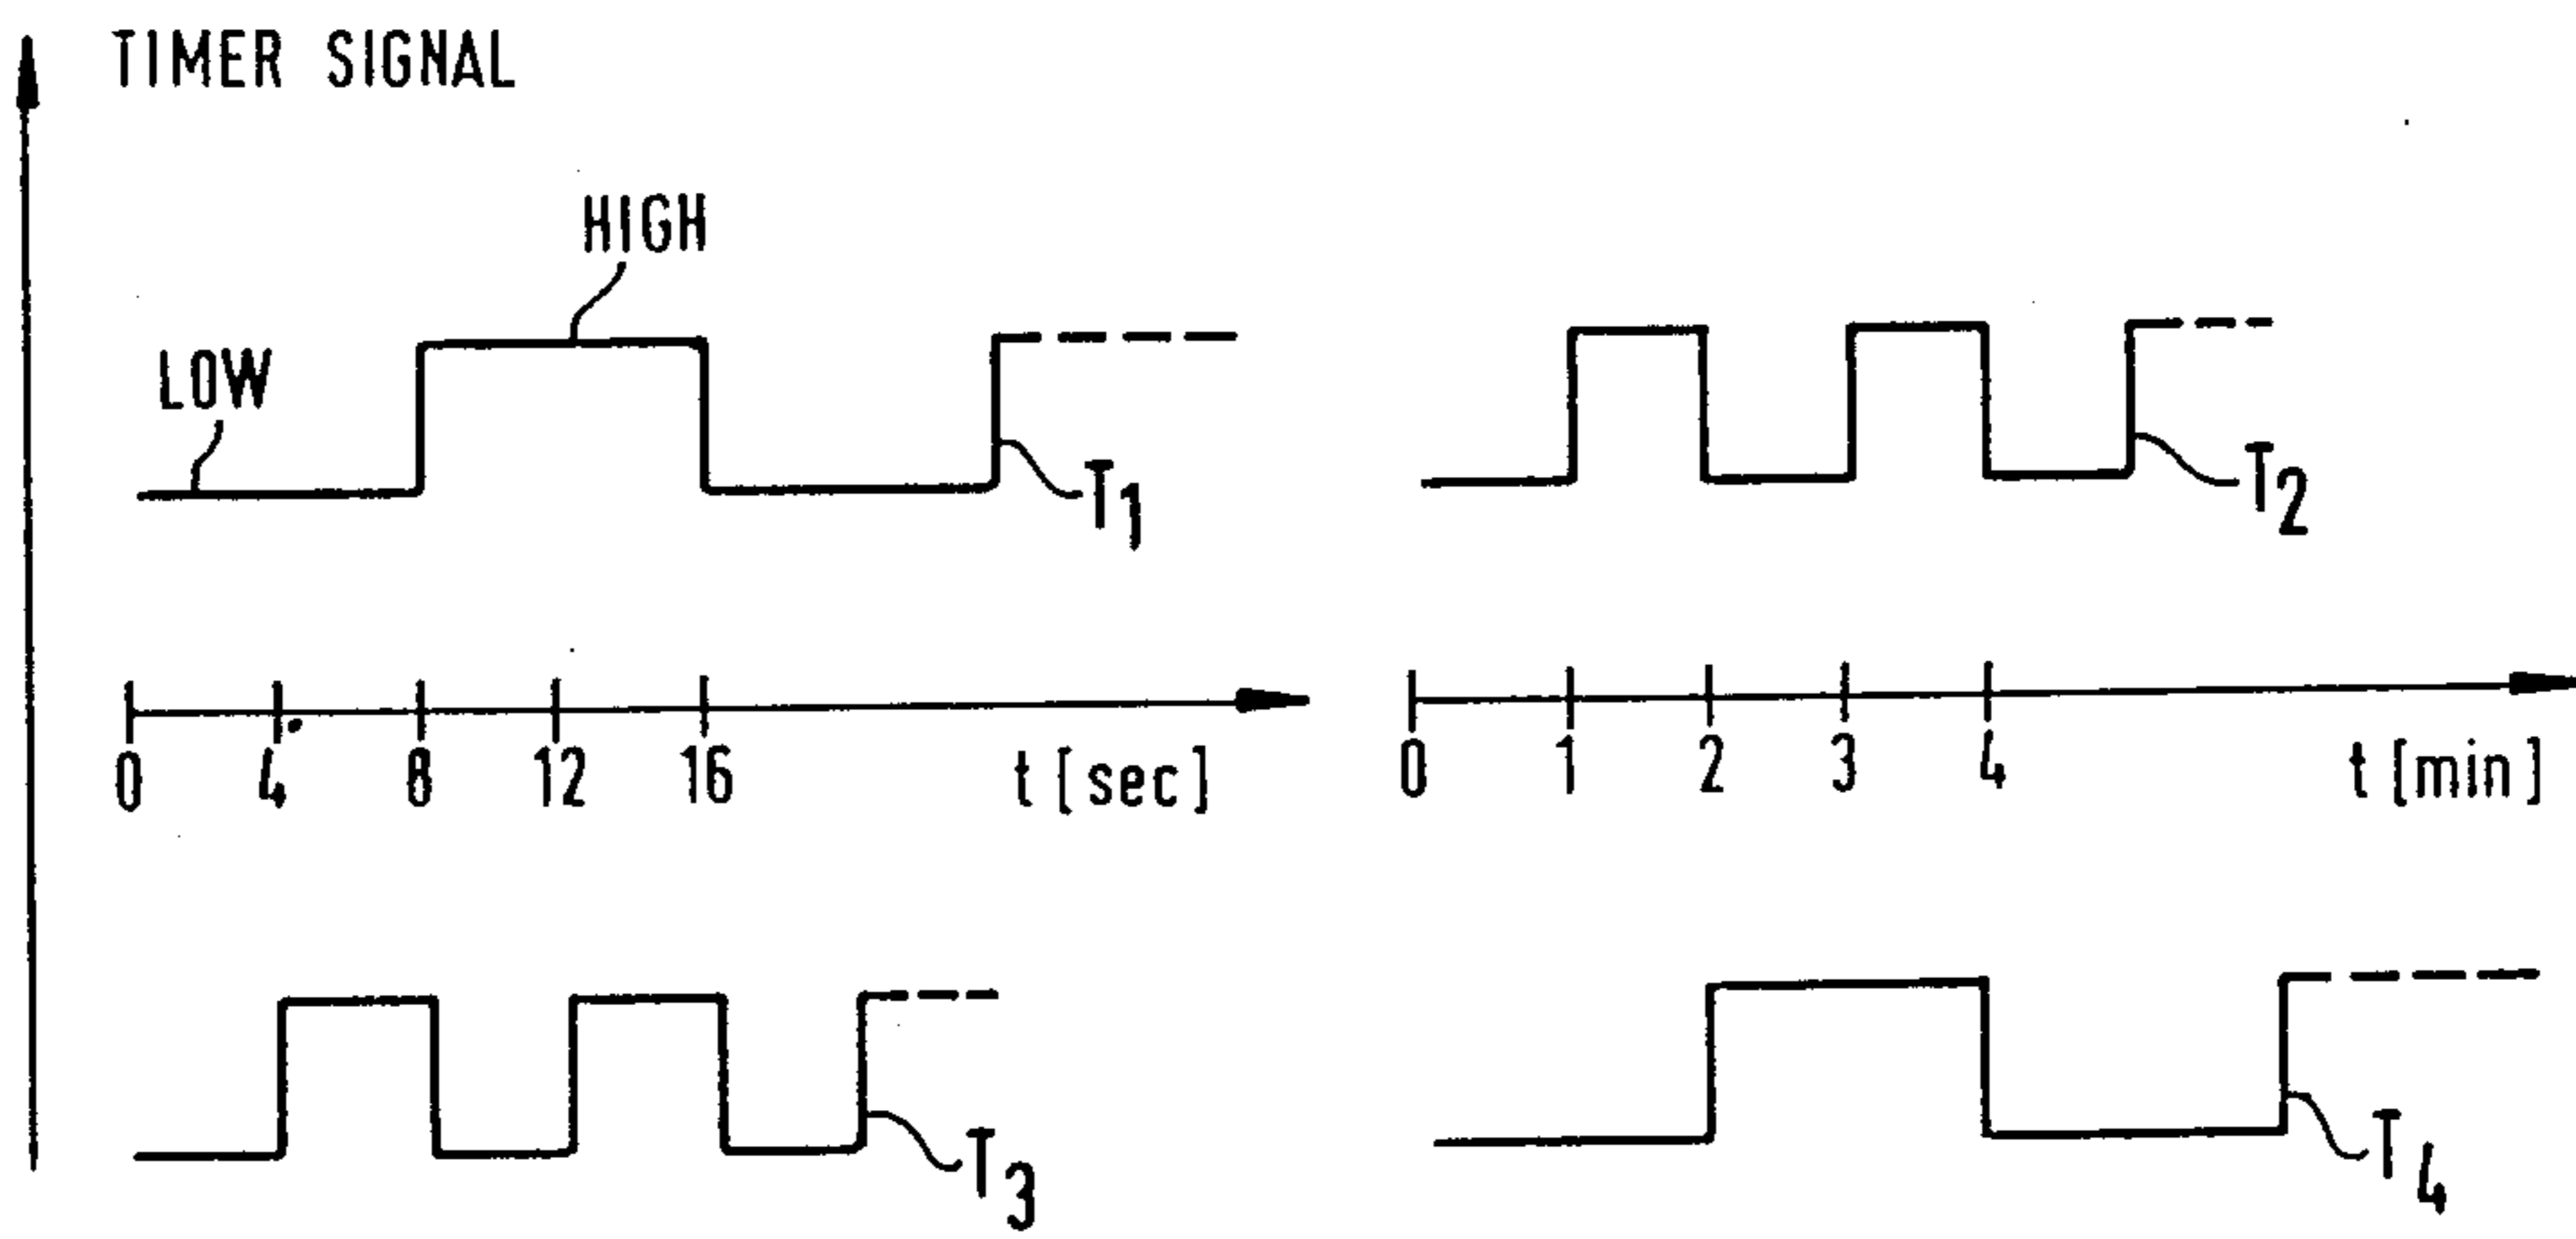 TIMER SIGNAL
HIGH
LOW
T1
T2
0 4 8 12 16 t [sec]
0 1 2 3 4 t [min]
T3
T4